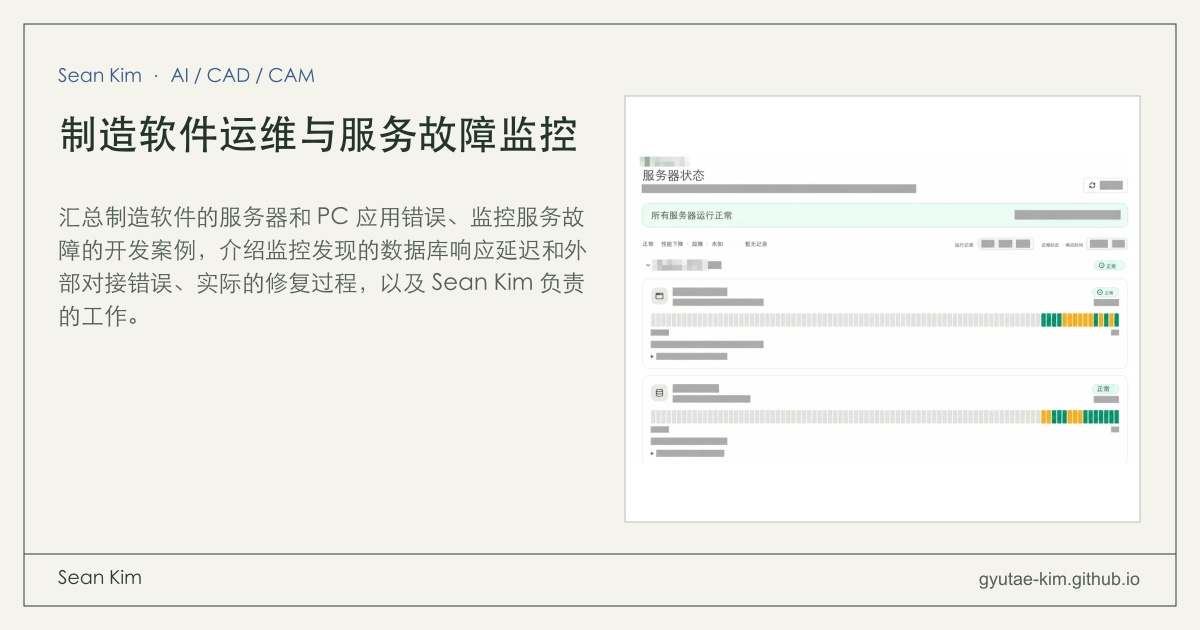 Sean Kim · AI / CAD / CAM
制造软件运维与服务故障监控
汇总制造软件的服务器和 PC 应用错误、监控服务故
障的开发案例，介绍监控发现的数据库响应延迟和外
部对接错误、实际的修复过程，以及 Sean Kim 负责
的工作。
服务器状态
所有服务器运行正常
正常 · 性能下降 · 故障 · 未知 暂无记录
运行记录
正常
正常
正常
Sean Kim
gyutae-kim.github.io